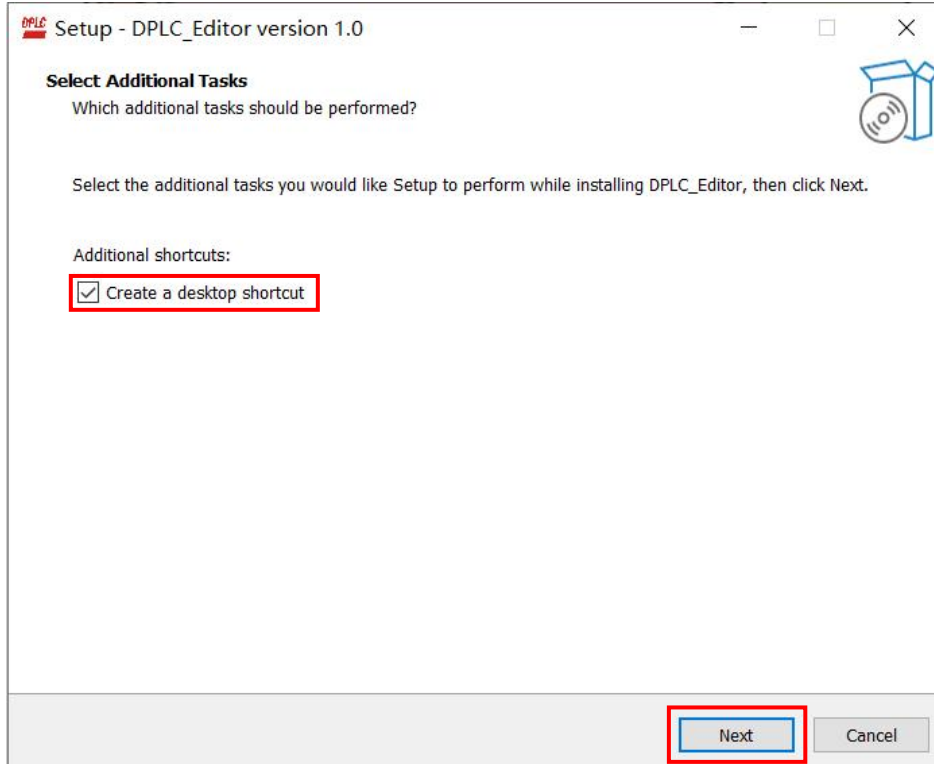 DPLC
Setup - DPLC_Editor version 1.0
Select Additional Tasks
Which additional tasks should be performed?
Select the additional tasks you would like Setup to perform while installing DPLC_Editor, then click Next.
Additional shortcuts:
Create a desktop shortcut
Next
Cancel